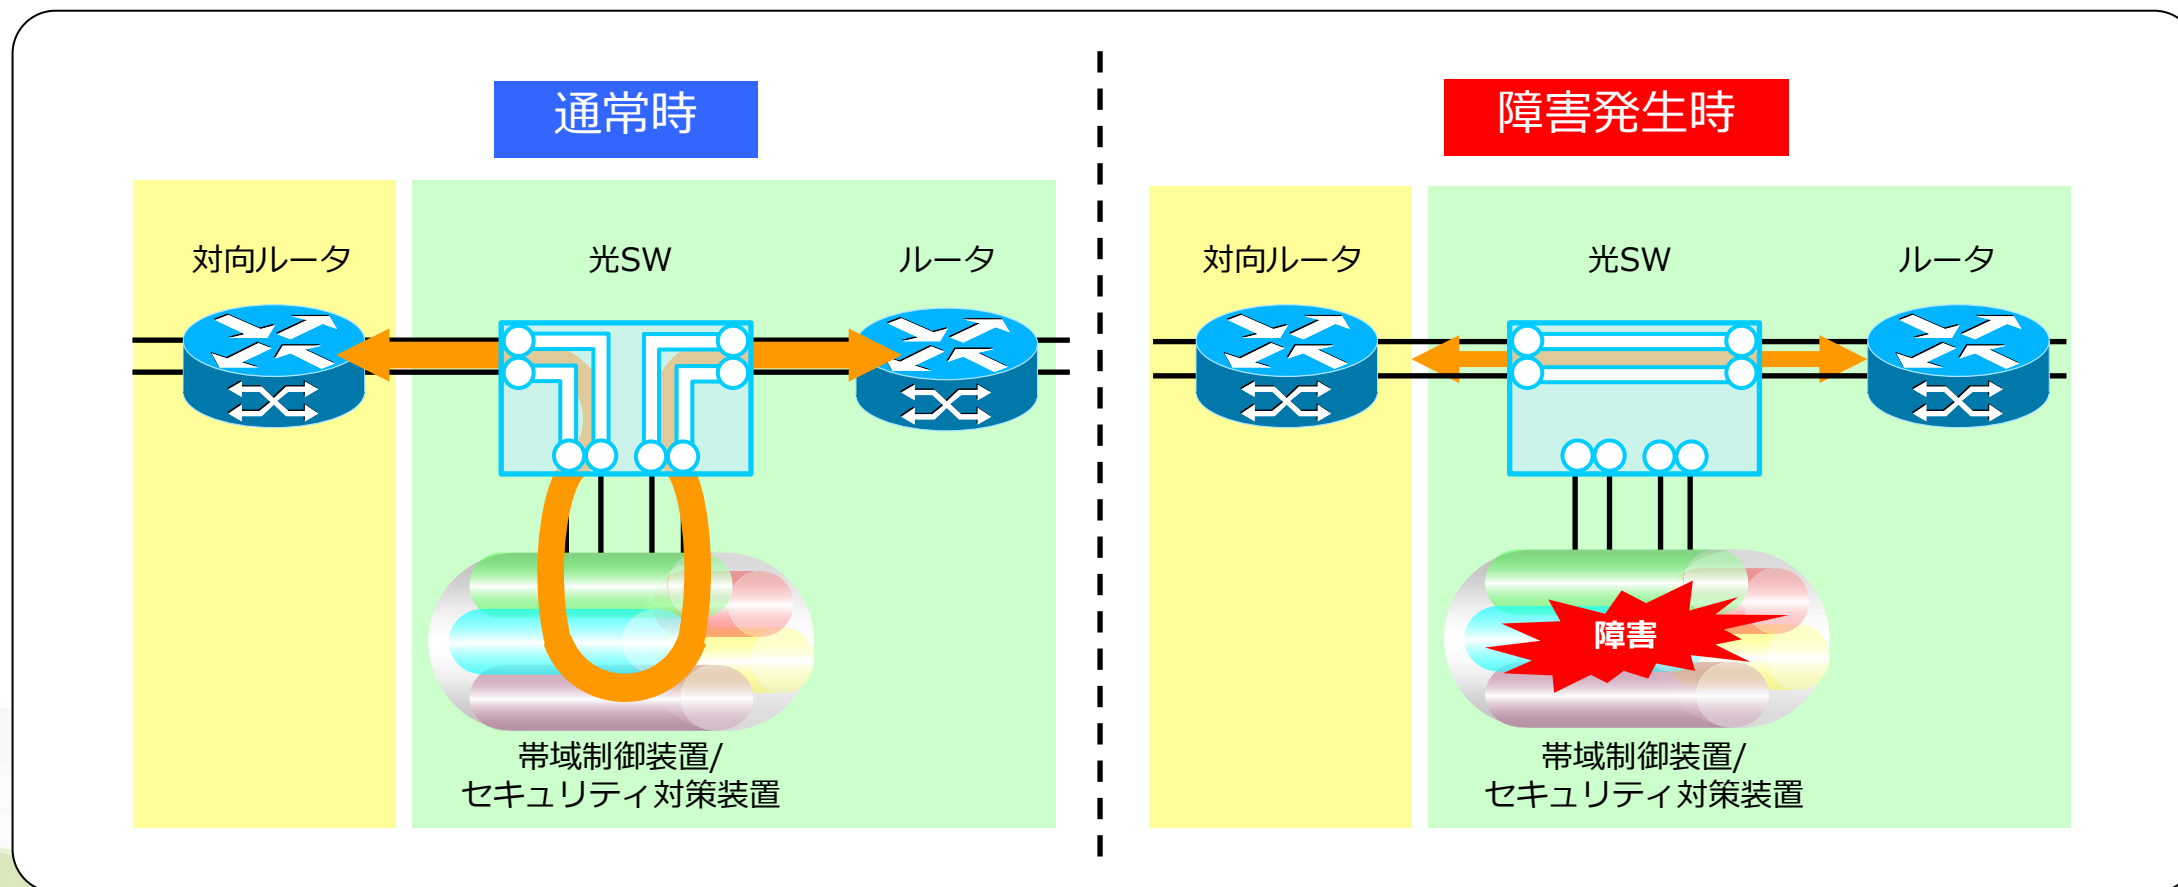 通常時
対向ルータ
光SW
ルータ
帯域制御装置/
セキュリティ対策装置
障害発生時
対向ルータ
光SW
ルータ
障害
帯域制御装置/
セキュリティ対策装置